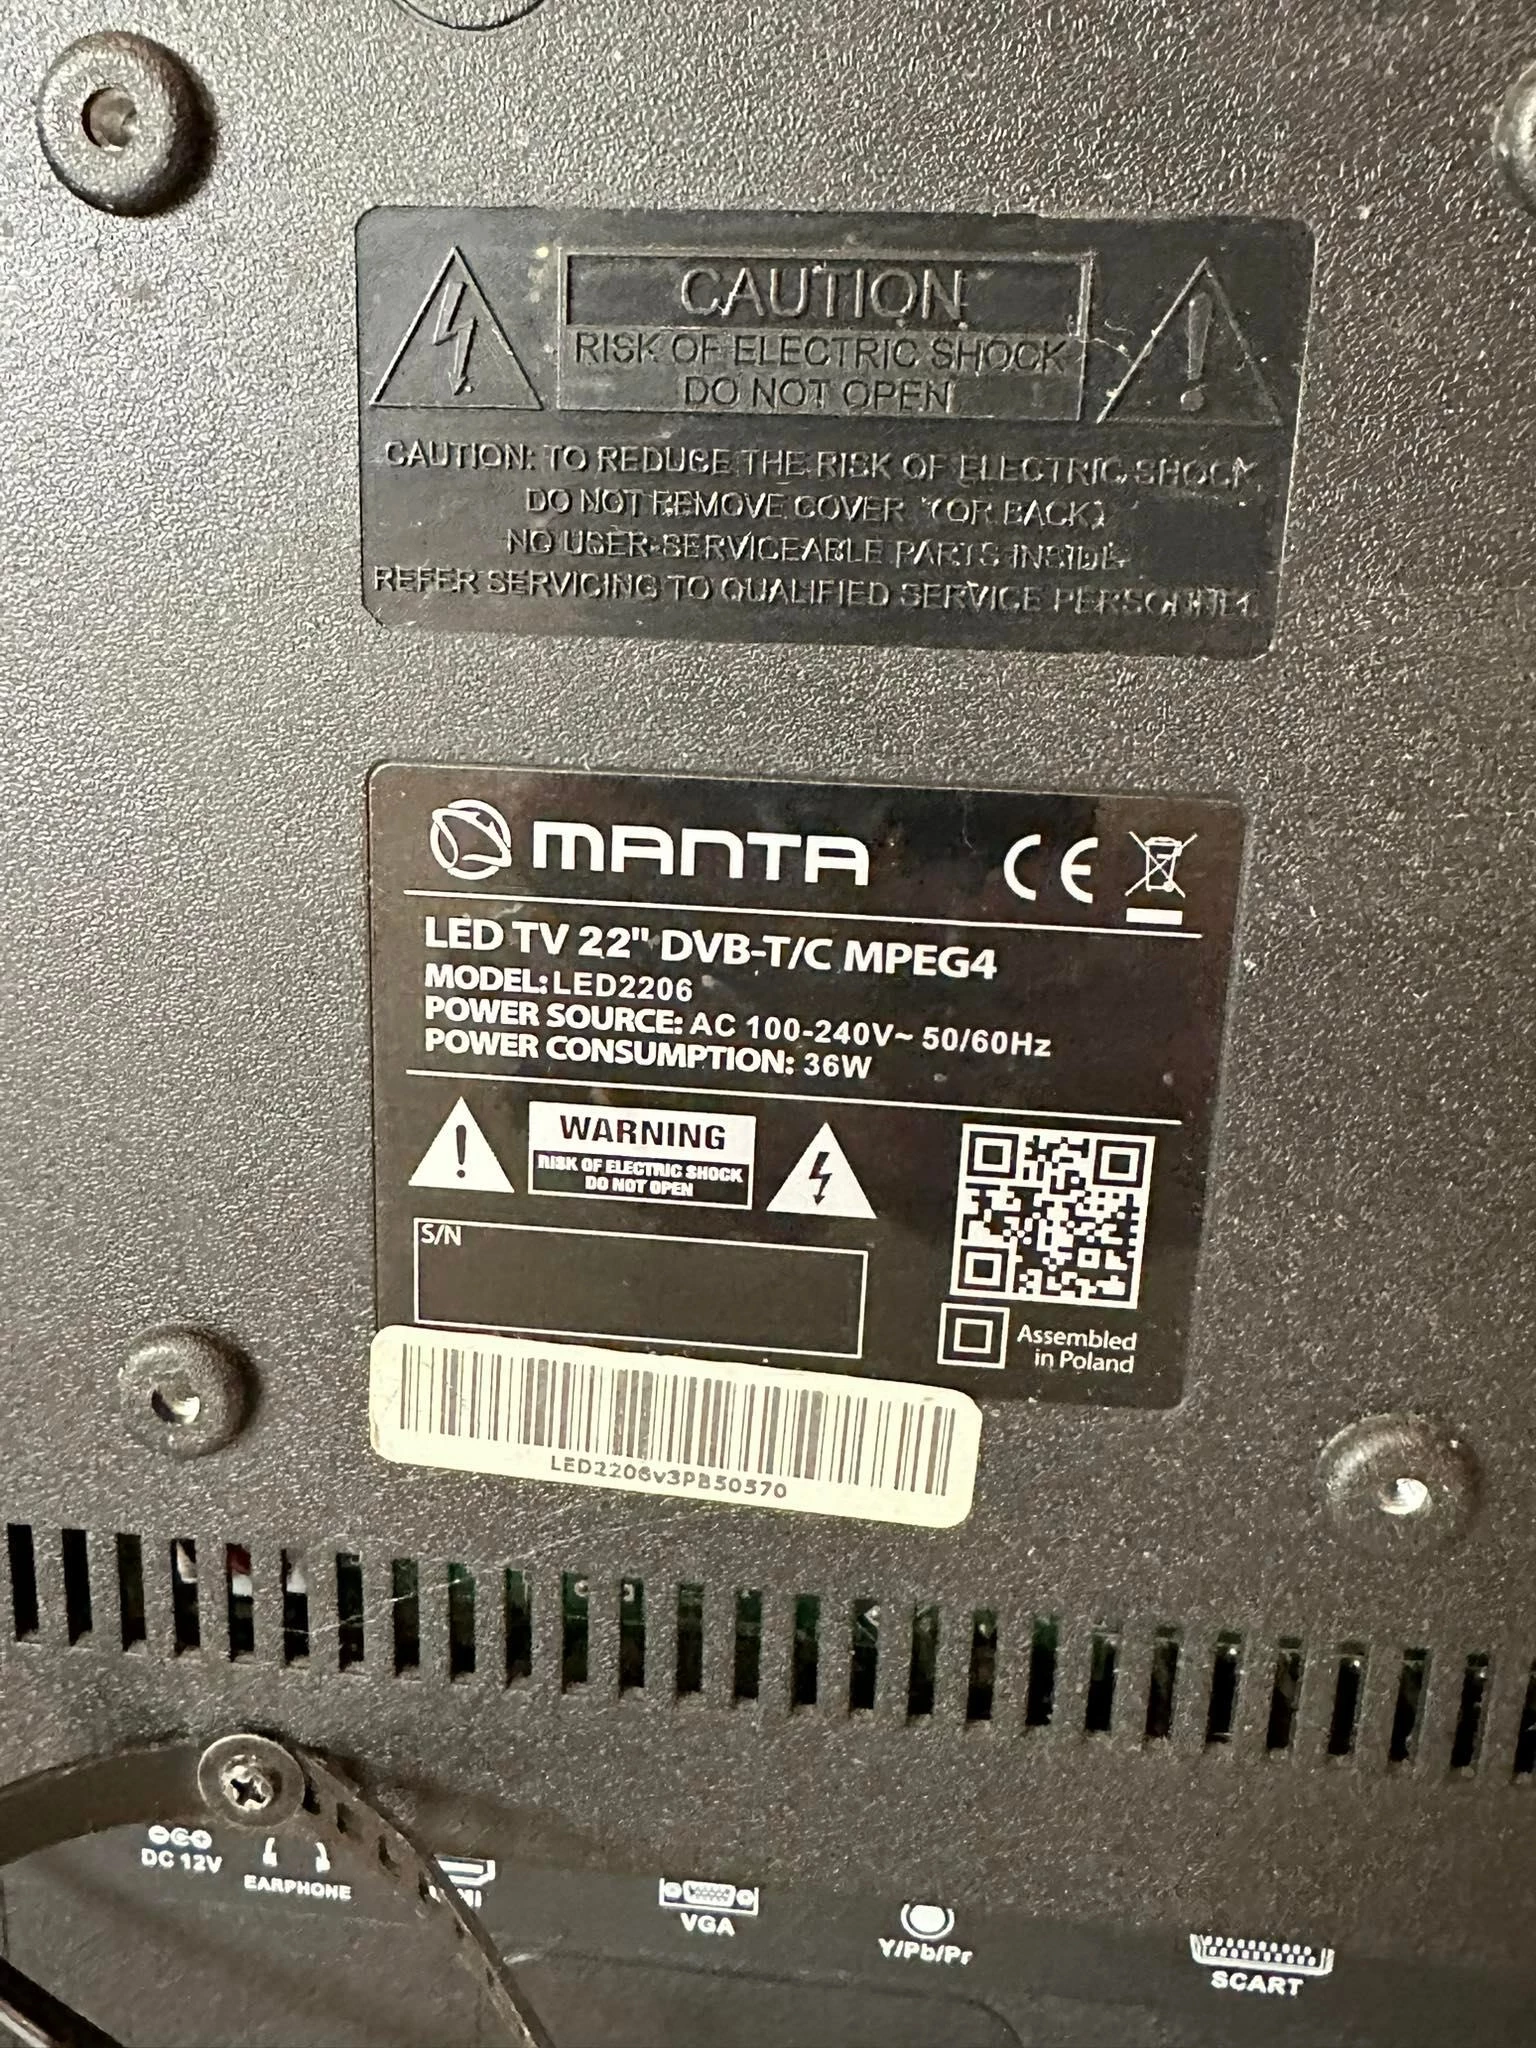 CAUTION
RISK OF ELECTRIC SHOCK
DO NOT OPEN
CAUTION: TO REDUCE THE RISK OF ELECTRIC SHOCK
DO NOT REMOVE COVER (OR BACK)
NO USER-SERVICEABLE PARTS INSIDE
REFER SERVICING TO QUALIFIED SERVICE PERSONNEL
MANTA CE
LED TV 22" DVB-T/C MPEG4
MODEL: LED2206
POWER SOURCE: AC 100-240V~ 50/60Hz
POWER CONSUMPTION: 36W
WARNING
RISK OF ELECTRIC SHOCK
DO NOT OPEN
S/N
Assembled
in Poland
LED2206v3PB50570
DC 12V
EARPHONE
VGA
Y/Pb/Pr
SCART